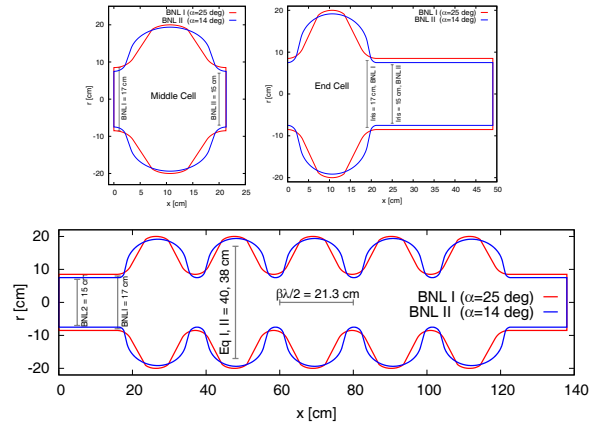 BNL I (α=25 deg)
BNL II (α=14 deg)
r [cm]
20
10
0
-10
-20
BNL I = 17 cm
Middle Cell
BNL II = 15 cm
0 5 10 15 20 25
x [cm]
BNL I (α=25 deg)
BNL II (α=14 deg)
r [cm]
20
10
0
-10
-20
End Cell
Iris = 17 cm, BNL I
Iris = 15 cm, BNL II
0 5 10 15 20 25 30 35 40 45 50
x [cm]
r [cm]
20
10
0
-10
-20
BNL2 = 15 cm
BNLI = 17 cm
Eq I, II = 40, 38 cm
βλ/2 = 21.3 cm
BNL I (α=25 deg)
BNL II (α=14 deg)
0 20 40 60 80 100 120 140
x [cm]